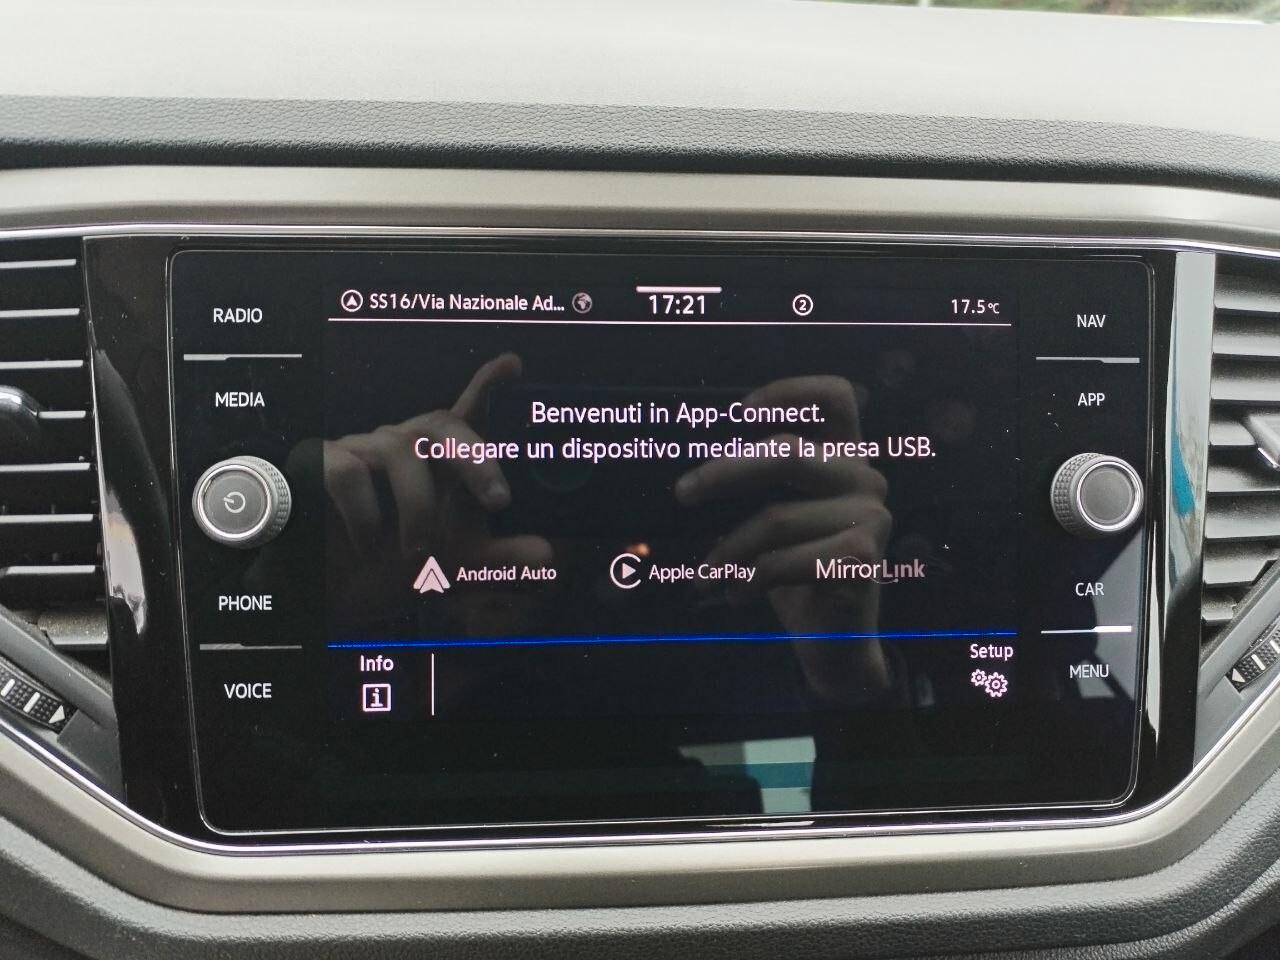 RADIO
MEDIA
PHONE
VOICE
SS16/Via Nazionale Ad...
17:21
2
17.5°C
Benvenuti in App-Connect.
Collegare un dispositivo mediante la presa USB.
Android Auto
Apple CarPlay
MirrorLink
Info
i
Setup
NAV
APP
CAR
MENU